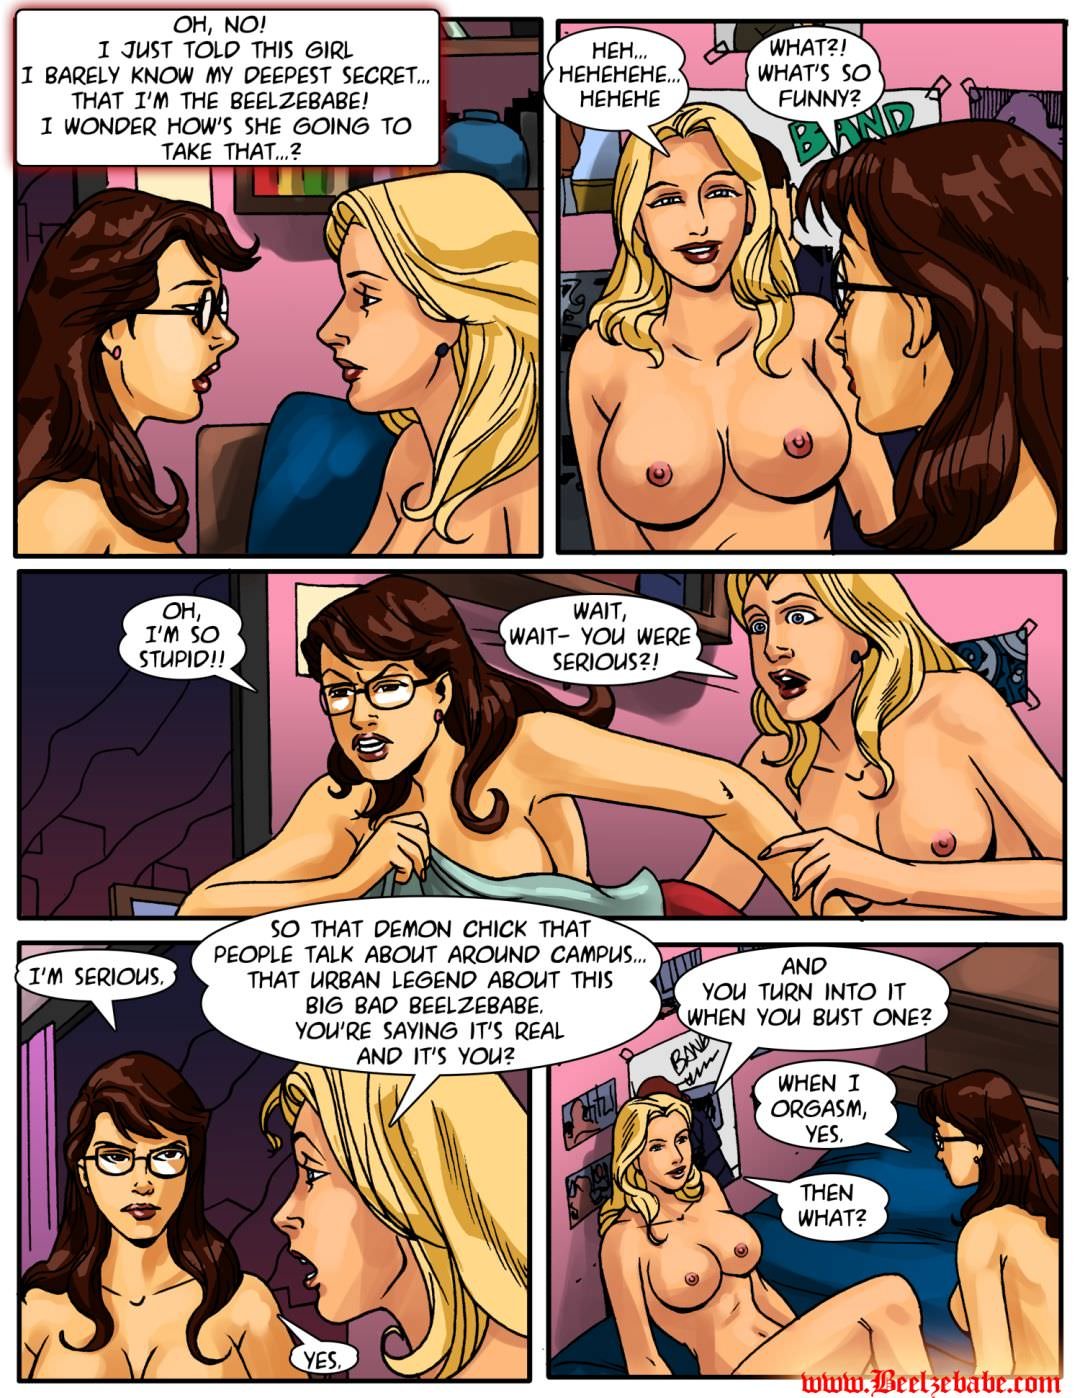 OH, NO!
I JUST TOLD THIS GIRL
I BARELY KNOW MY DEEPEST SECRET...
THAT I'M THE BEELZEBABE!
I WONDER HOW'S SHE GOING TO
TAKE THAT...?
HEH...
HEHEHEHE...
HEHEHE
WHAT?!
WHAT'S SO
FUNNY?
BAND
OH,
I'M SO
STUPID!!
WAIT,
WAIT- YOU WERE
SERIOUS?!
I'M SERIOUS.
SO THAT DEMON CHICK THAT
PEOPLE TALK ABOUT AROUND CAMPUS...
THAT URBAN LEGEND ABOUT THIS
BIG BAD BEELZEBABE.
YOU'RE SAYING IT'S REAL
AND IT'S YOU?
YES.
AND
YOU TURN INTO IT
WHEN YOU BUST ONE?
BAND
WHEN I
ORGASM,
YES.
THEN
WHAT?
www.Beelzebabe.com